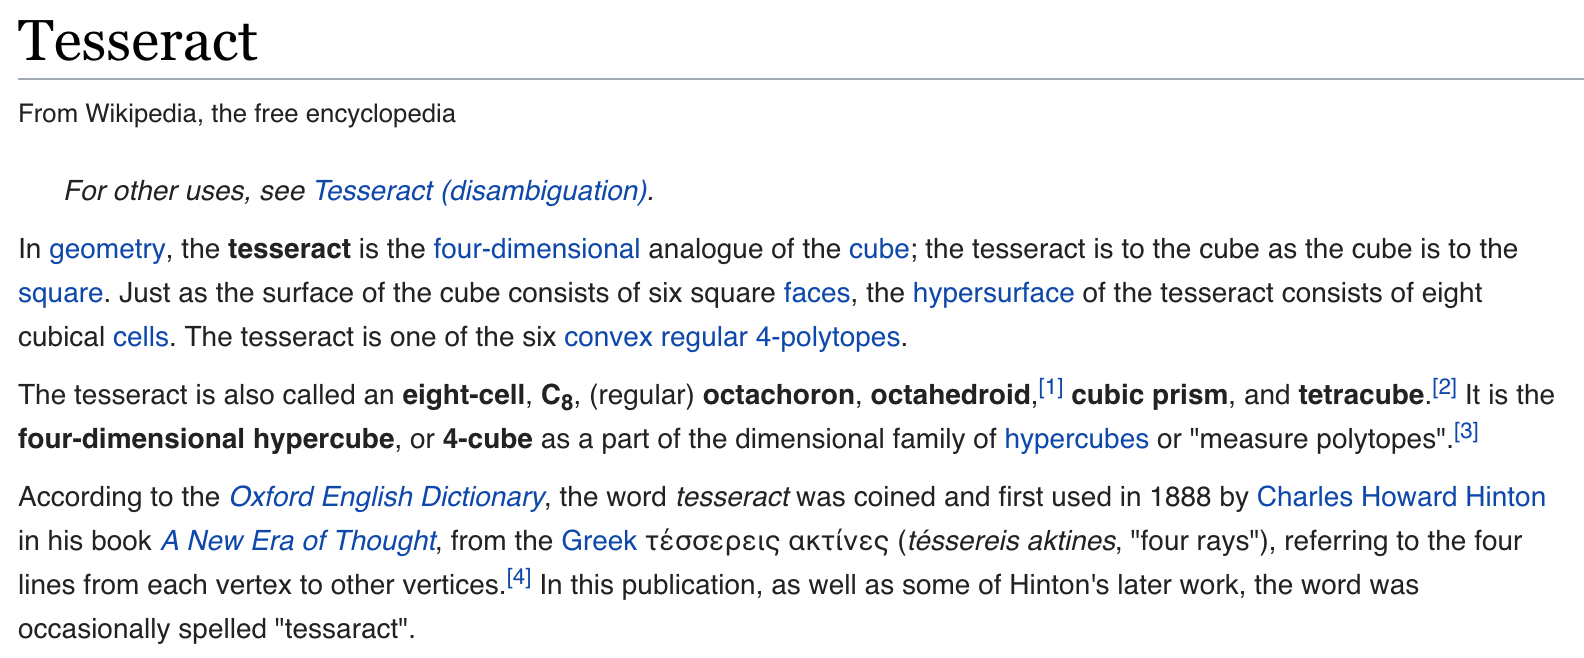 Tesseract
From Wikipedia, the free encyclopedia
For other uses, see Tesseract (disambiguation).
In geometry, the tesseract is the four-dimensional analogue of the cube; the tesseract is to the cube as the cube is to the
square. Just as the surface of the cube consists of six square faces, the hypersurface of the tesseract consists of eight
cubical cells. The tesseract is one of the six convex regular 4-polytopes.
The tesseract is also called an eight-cell, C8, (regular) octachoron, octahedroid,[1] cubic prism, and tetracube.[2] It is the
four-dimensional hypercube, or 4-cube as a part of the dimensional family of hypercubes or "measure polytopes".[3]
According to the Oxford English Dictionary, the word tesseract was coined and first used in 1888 by Charles Howard Hinton
in his book A New Era of Thought, from the Greek τέσσερεις ακτίνες (téssereis aktines, "four rays"), referring to the four
lines from each vertex to other vertices.[4] In this publication, as well as some of Hinton's later work, the word was
occasionally spelled "tessaract".